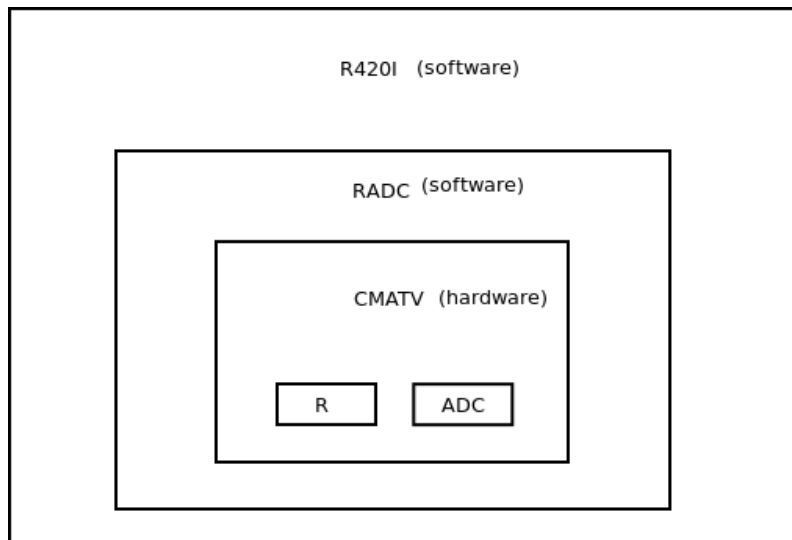 R420I (software)
RADC (software)
CMATV (hardware)
R
ADC